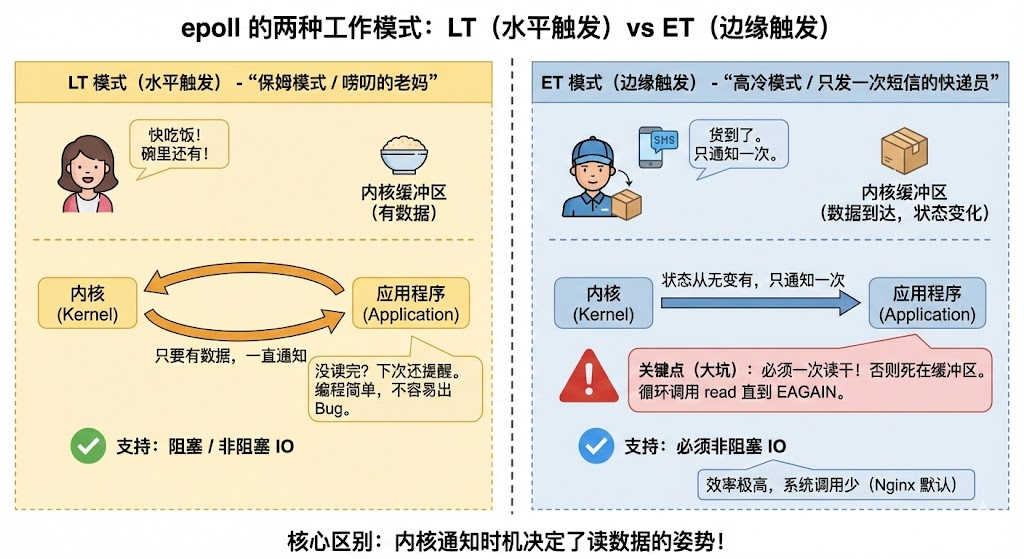 epoll 的两种工作模式：LT（水平触发）vs ET（边缘触发）
LT 模式（水平触发） - “保姆模式 / 唠叨的老妈”
快吃饭！
碗里还有！
内核缓冲区
(有数据)
内核
(Kernel)
应用程序
(Application)
只要有数据，一直通知
没读完？下次还提醒。
编程简单，不容易出
Bug。
支持：阻塞 / 非阻塞 IO
ET 模式（边缘触发） - “高冷模式 / 只发一次短信的快递员”
SMS
货到了。
只通知一次。
内核缓冲区
(数据到达，状态变化)
内核
(Kernel)
状态从无变有，只通知一次
应用程序
(Application)
关键点（大坑）：必须一次读干！否则死在缓冲区。
循环调用 read 直到 EAGAIN。
支持：必须非阻塞 IO
效率极高，系统调用少（Nginx 默认）
核心区别：内核通知时机决定了读数据的姿势！